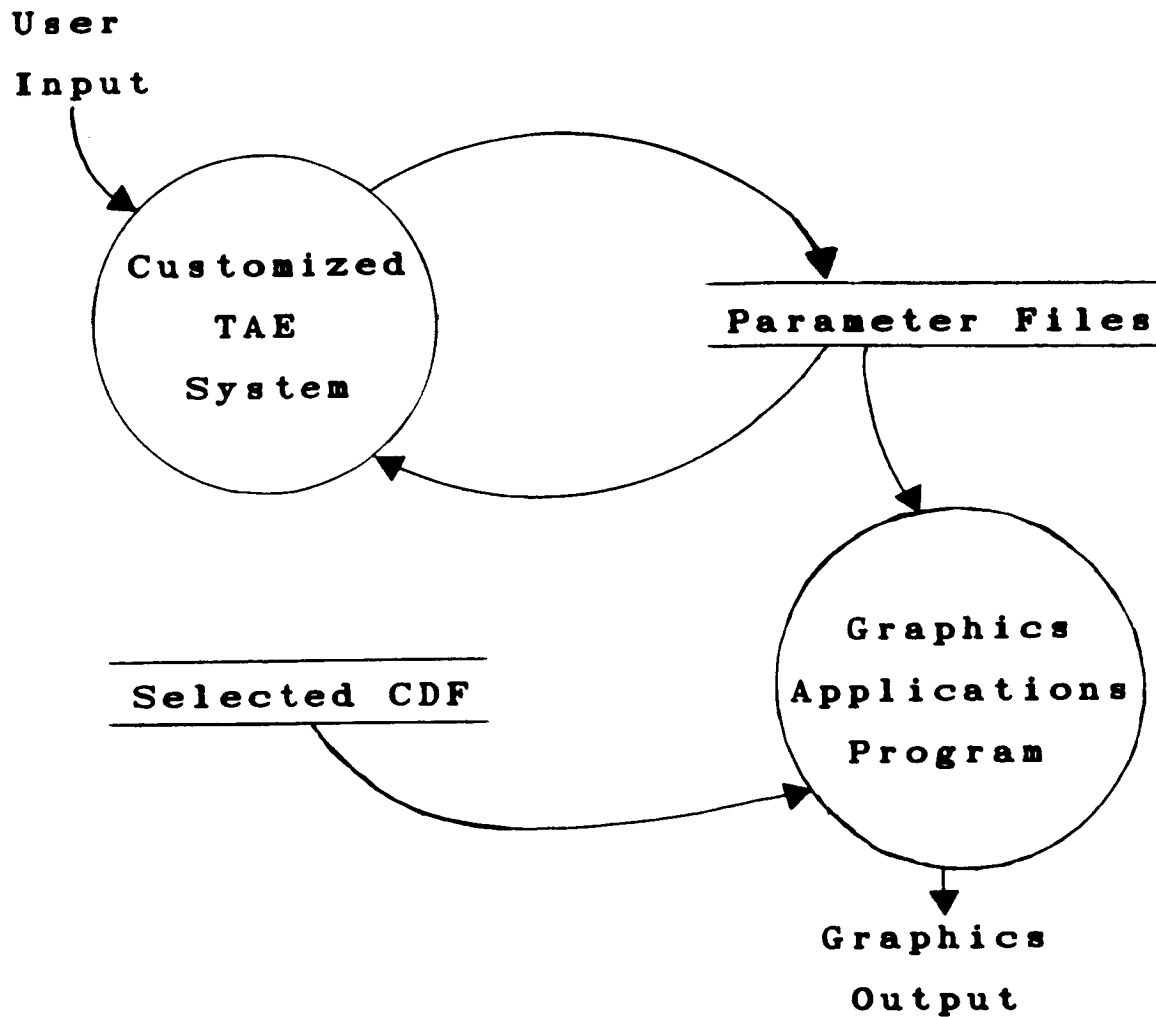 User
Input
Customized
TAE
System
Parameter Files
Selected CDF
Graphics
Applications
Program
Graphics
Output